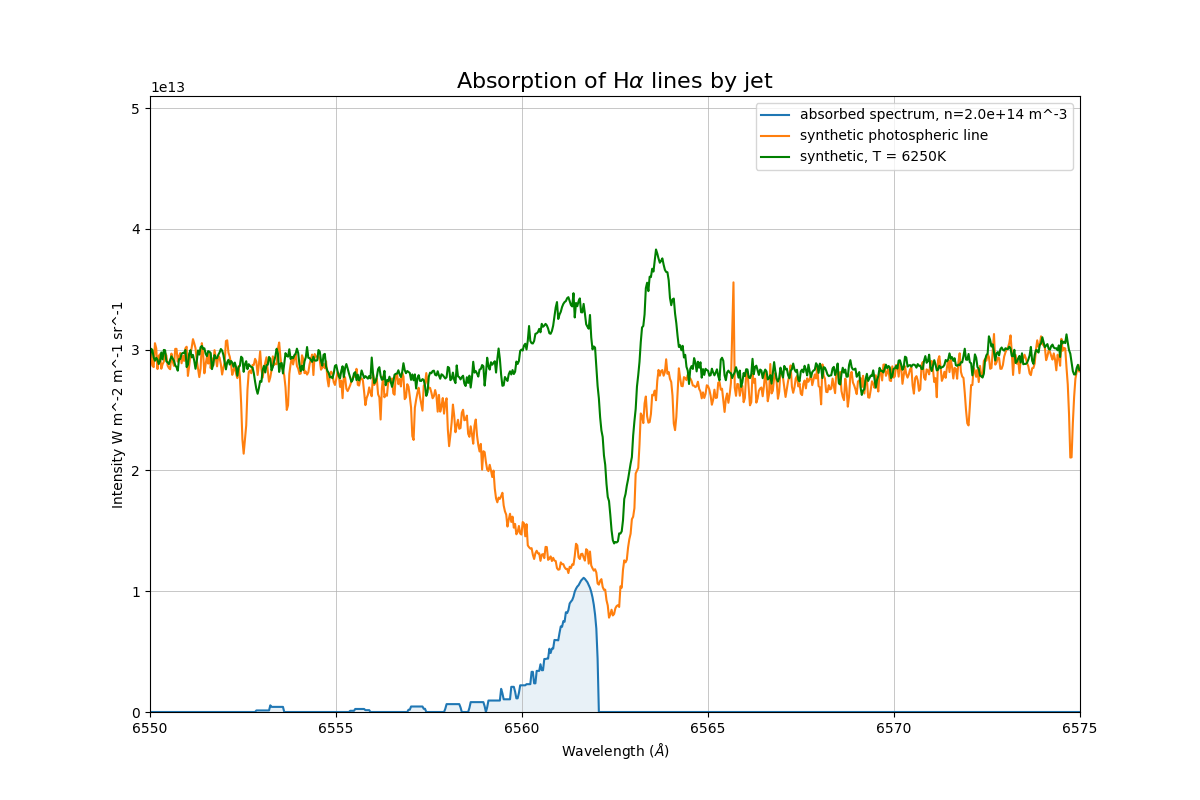 Absorption of Hα lines by jet
1e13
5
4
3
2
1
0
6550
6555
6560
6565
6570
6575
Wavelength (Å)
Intensity W m^-2 m^-1 sr^-1
absorbed spectrum, n=2.0e+14 m^-3
synthetic photospheric line
synthetic, T = 6250K